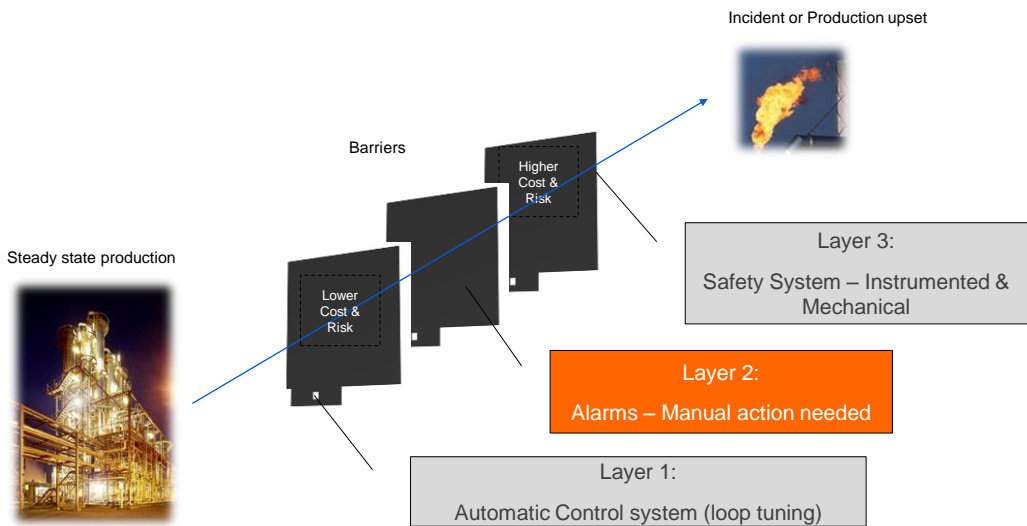 Incident or Production upset
Barriers
Higher
Cost &
Risk
Layer 3:
Safety System – Instrumented &
Mechanical
Steady state production
Lower
Cost &
Risk
Layer 2:
Alarms – Manual action needed
Layer 1:
Automatic Control system (loop tuning)